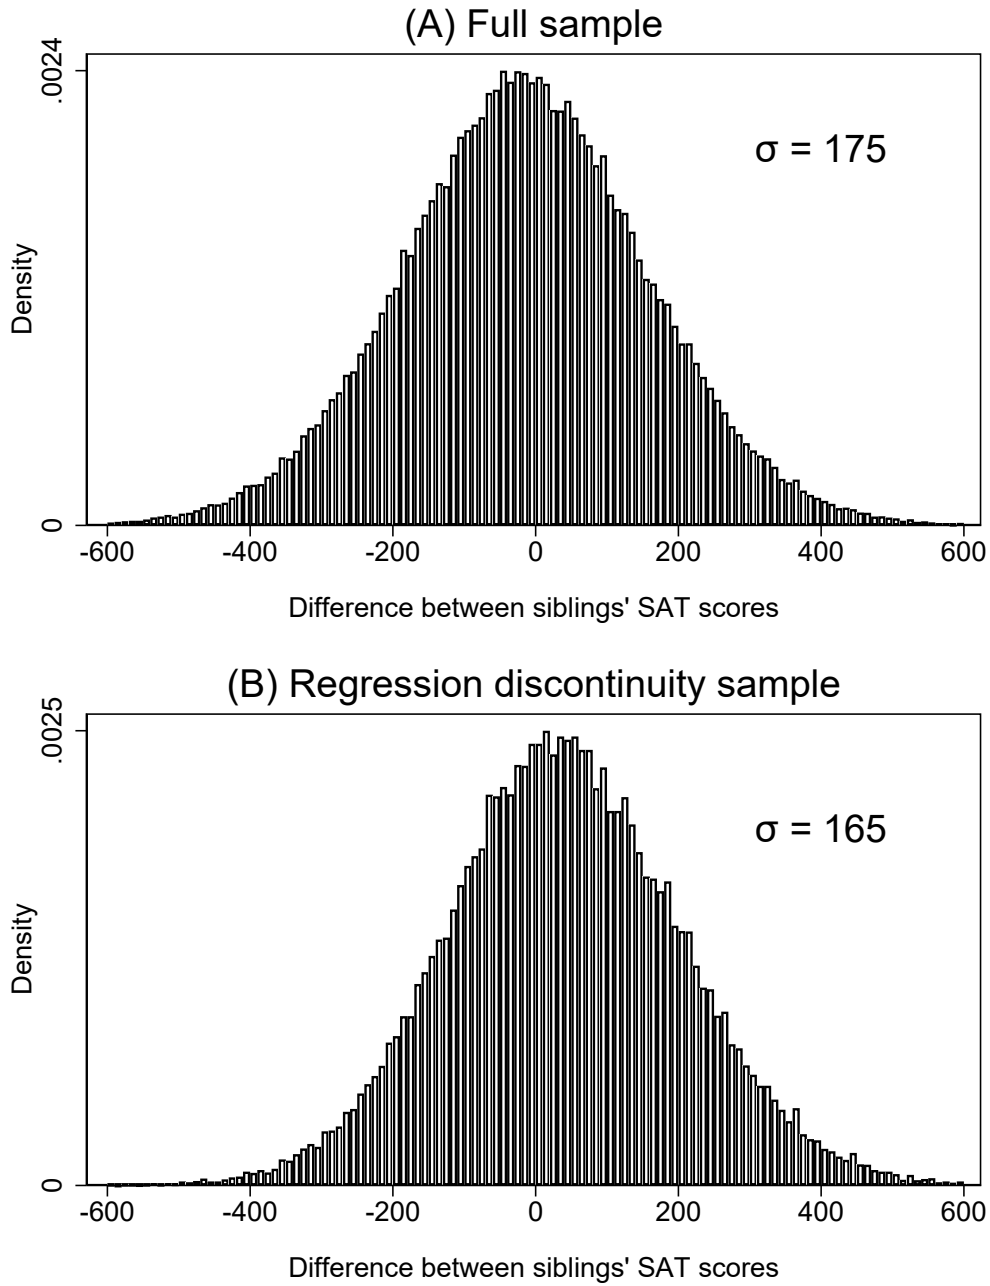 (A) Full sample
.0024
σ = 175
Density
0
-600 -400 -200 0 200 400 600
Difference between siblings' SAT scores
(B) Regression discontinuity sample
.0025
σ = 165
Density
0
-600 -400 -200 0 200 400 600
Difference between siblings' SAT scores